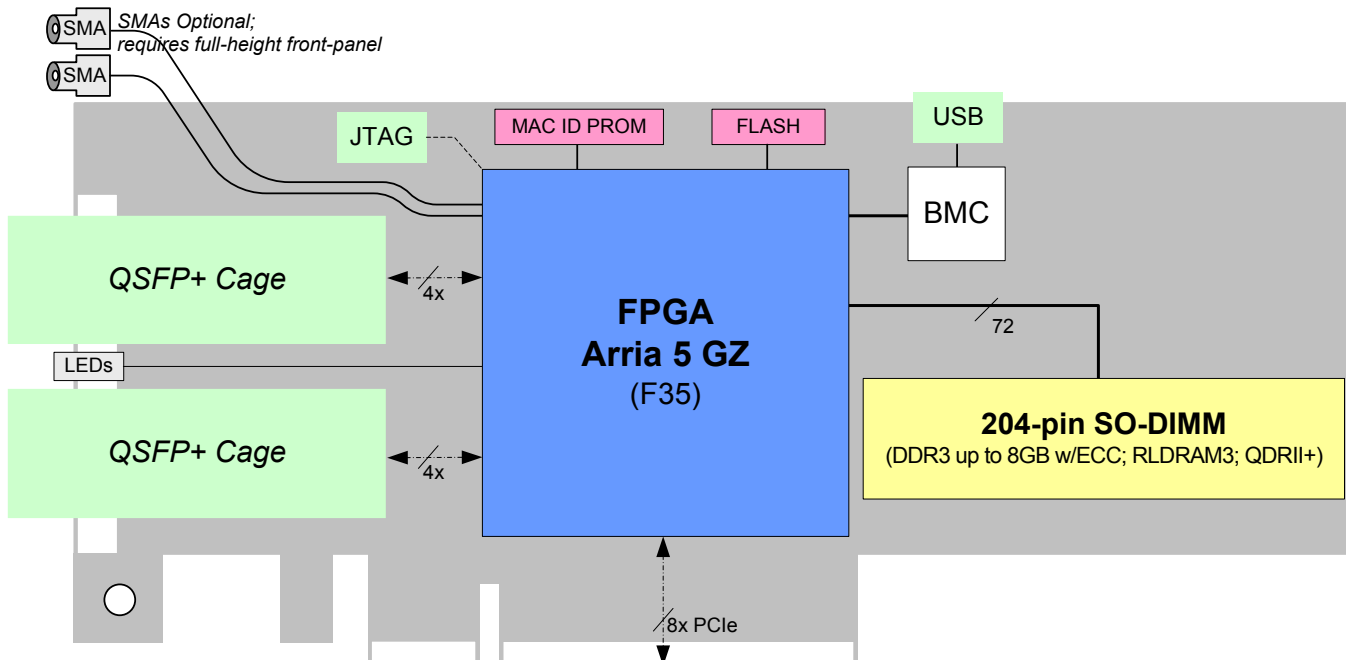 SMA
SMAs Optional;
requires full-height front-panel
SMA
JTAG
MAC ID PROM
FLASH
USB
BMC
QSFP+ Cage
4x
FPGA
Arria 5 GZ
(F35)
72
LEDs
QSFP+ Cage
4x
204-pin SO-DIMM
(DDR3 up to 8GB w/ECC; RLDRAM3; QDRII+)
8x PCIe